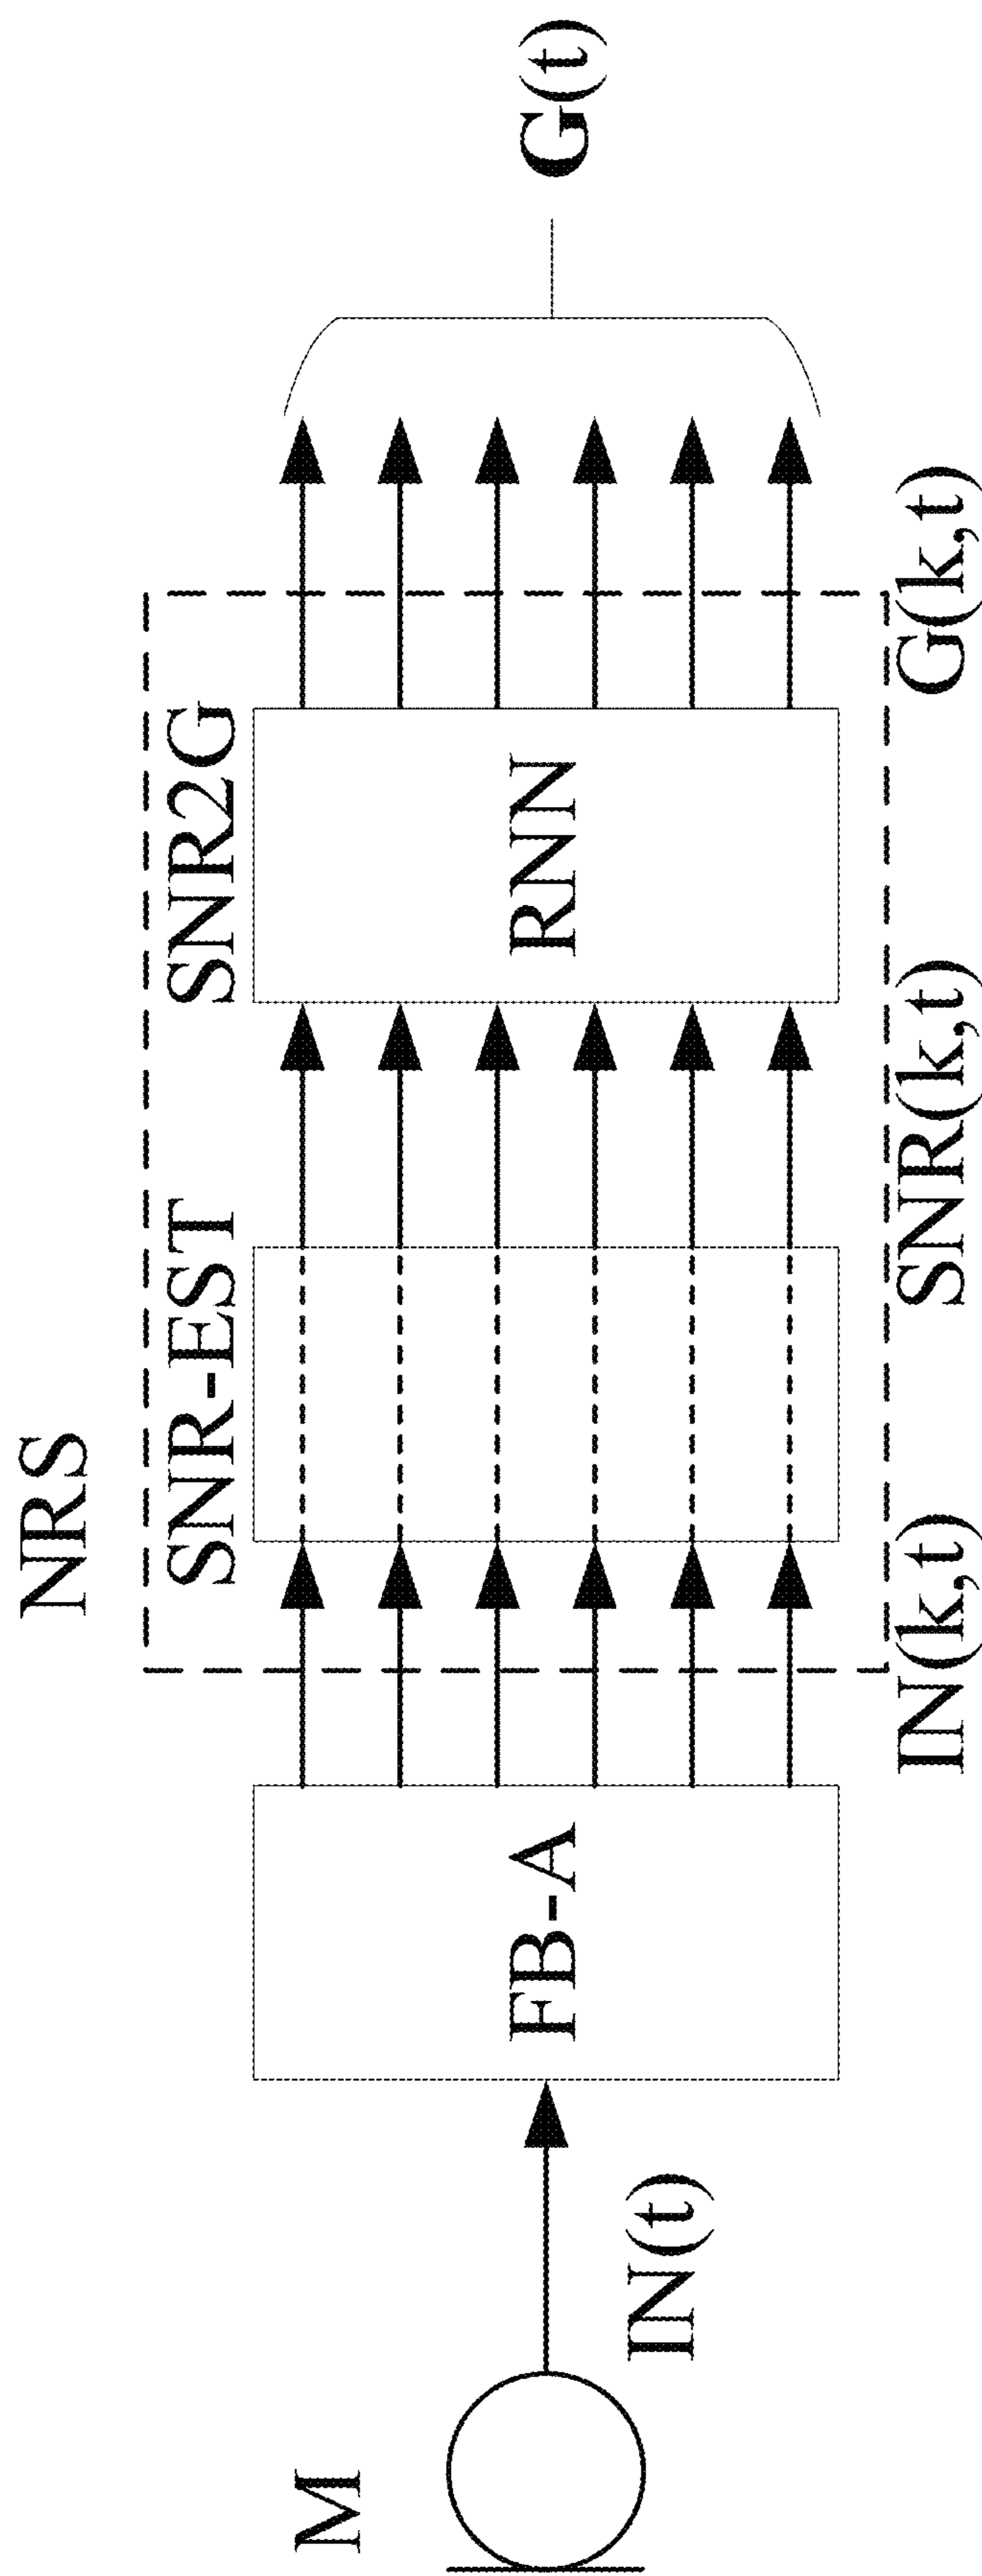 NRS
SNR-EST
SNR2G
M
FB-A
RNN
G(t)
IN(t)
IN(k,t)
SNR(k,t)
G(k,t)